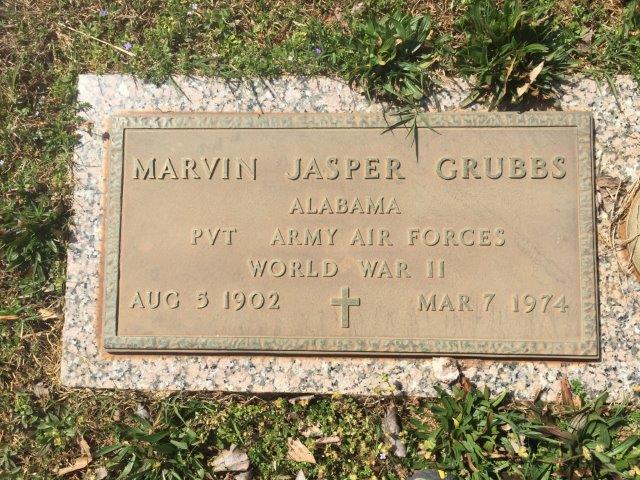 MARVIN JASPER GRUBBS
ALABAMA
PVT ARMY AIR FORCES
WORLD WAR II
AUG 5 1902 MAR 7 1974